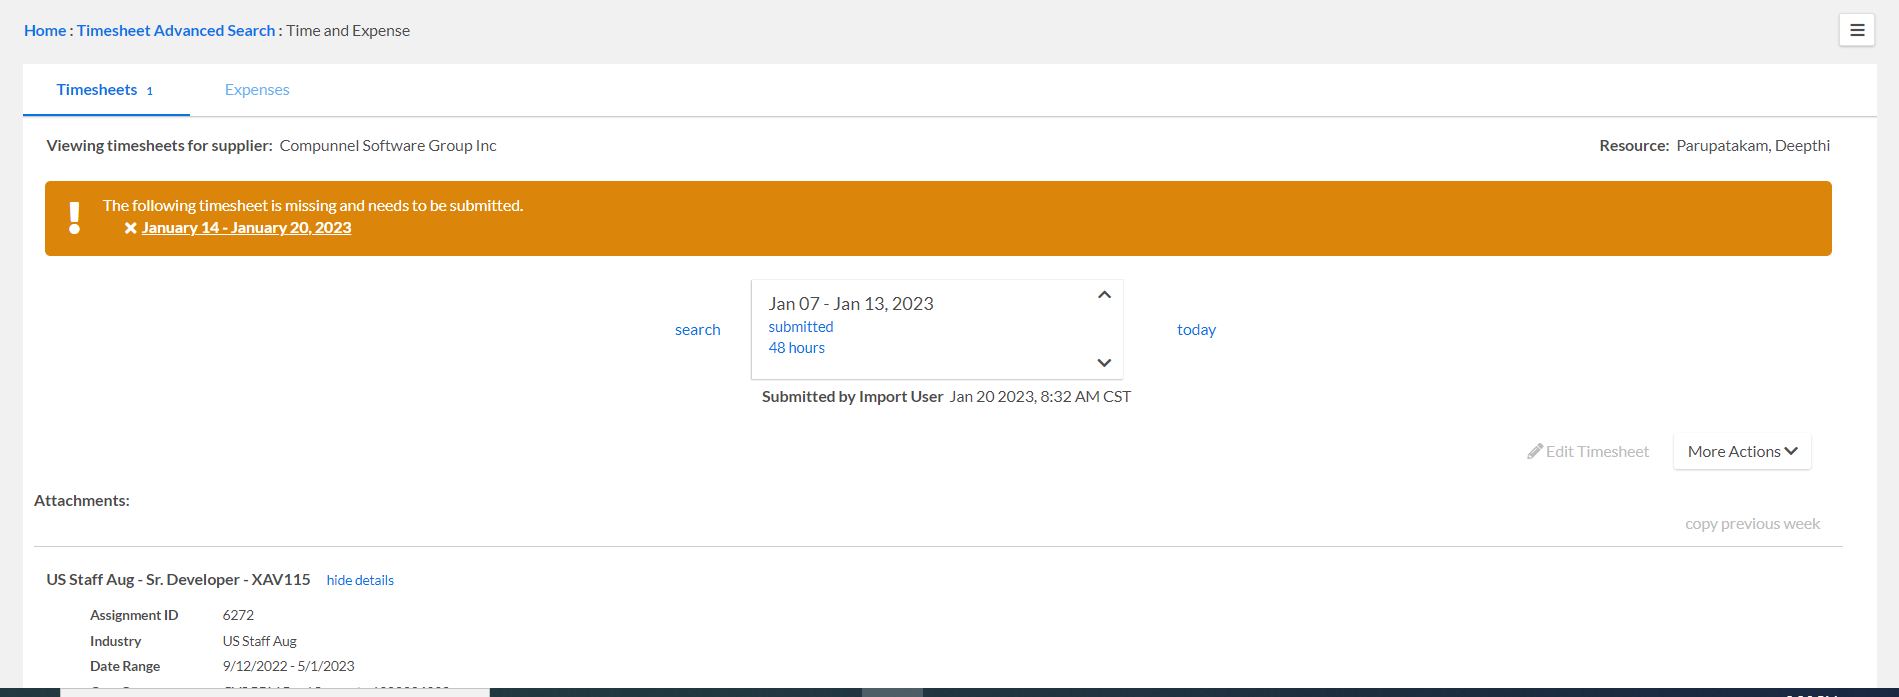 Home : Timesheet Advanced Search : Time and Expense
Timesheets 1
Expenses
Viewing timesheets for supplier: Compunnel Software Group Inc
Resource: Parupatakam, Deepthi
The following timesheet is missing and needs to be submitted.
January 14 - January 20, 2023
search
Jan 07 - Jan 13, 2023
submitted
48 hours
today
Submitted by Import User Jan 20 2023, 8:32 AM CST
Edit Timesheet
More Actions
Attachments:
copy previous week
US Staff Aug - Sr. Developer - XAV115 hide details
Assignment ID 6272
Industry US Staff Aug
Date Range 9/12/2022 - 5/1/2023